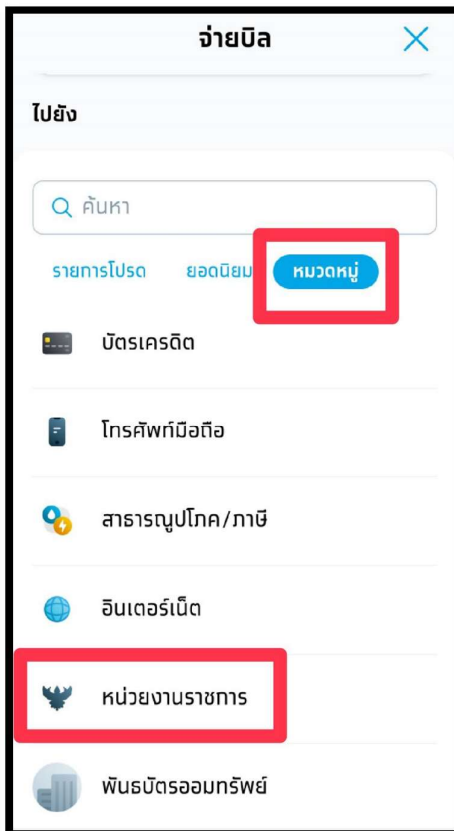 จ่ายบิล
ไปยัง
ค้นหา
รายการโปรด ยอดนิยม หมวดหมู่
บัตรเครดิต
โทรศัพท์มือถือ
สาธารณูปโภค/ภาษี
อินเตอร์เน็ต
หน่วยงานราชการ
พันธบัตรออมทรัพย์